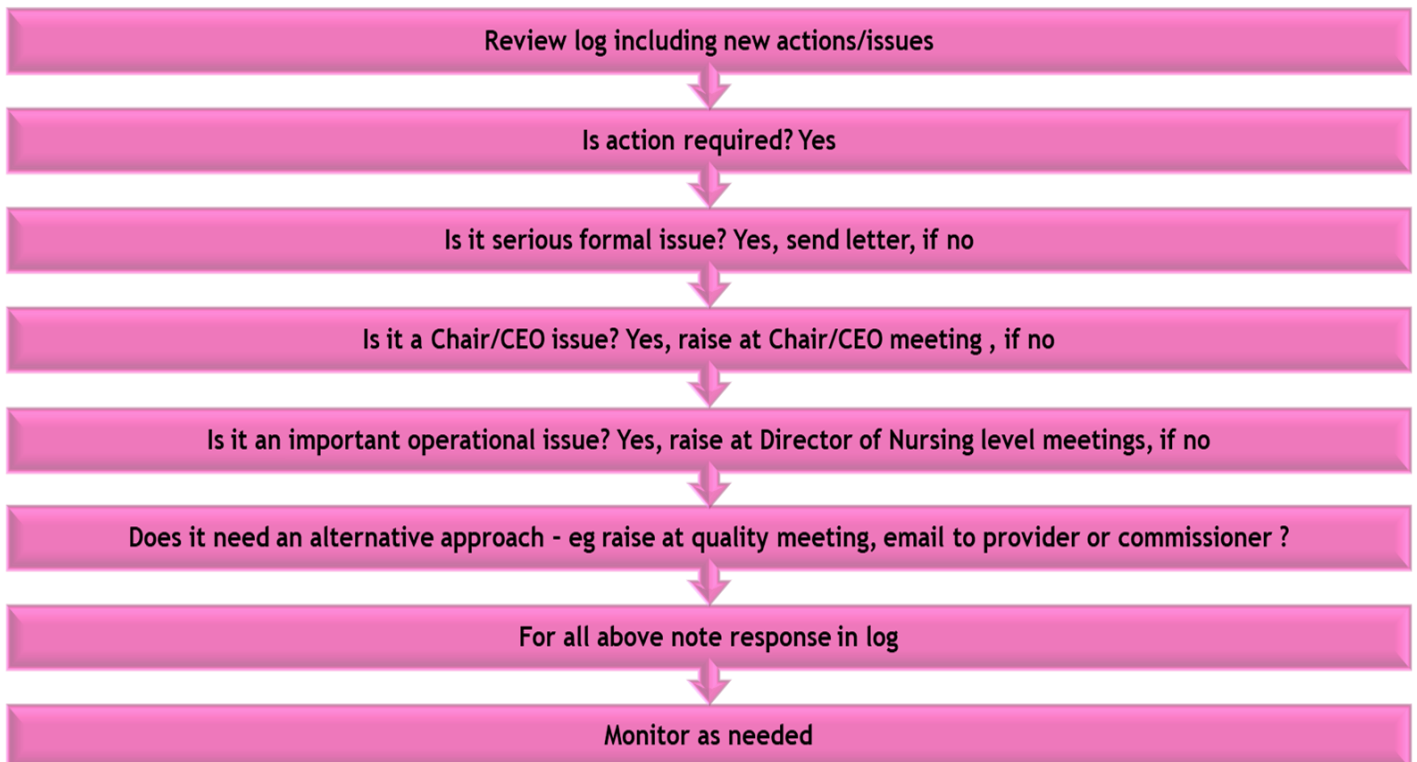 Review log including new actions/issues
Is action required? Yes
Is it serious formal issue? Yes, send letter, if no
Is it a Chair/CEO issue? Yes, raise at Chair/CEO meeting , if no
Is it an important operational issue? Yes, raise at Director of Nursing level meetings, if no
Does it need an alternative approach – eg raise at quality meeting, email to provider or commissioner ?
For all above note response in log
Monitor as needed